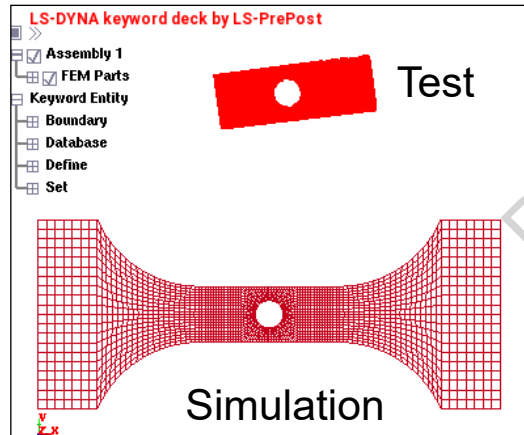 LS-DYNA keyword deck by LS-PrePost
Assembly 1
FEM Parts
Keyword Entity
Boundary
Database
Define
Set
Test
Simulation
Y
Z X